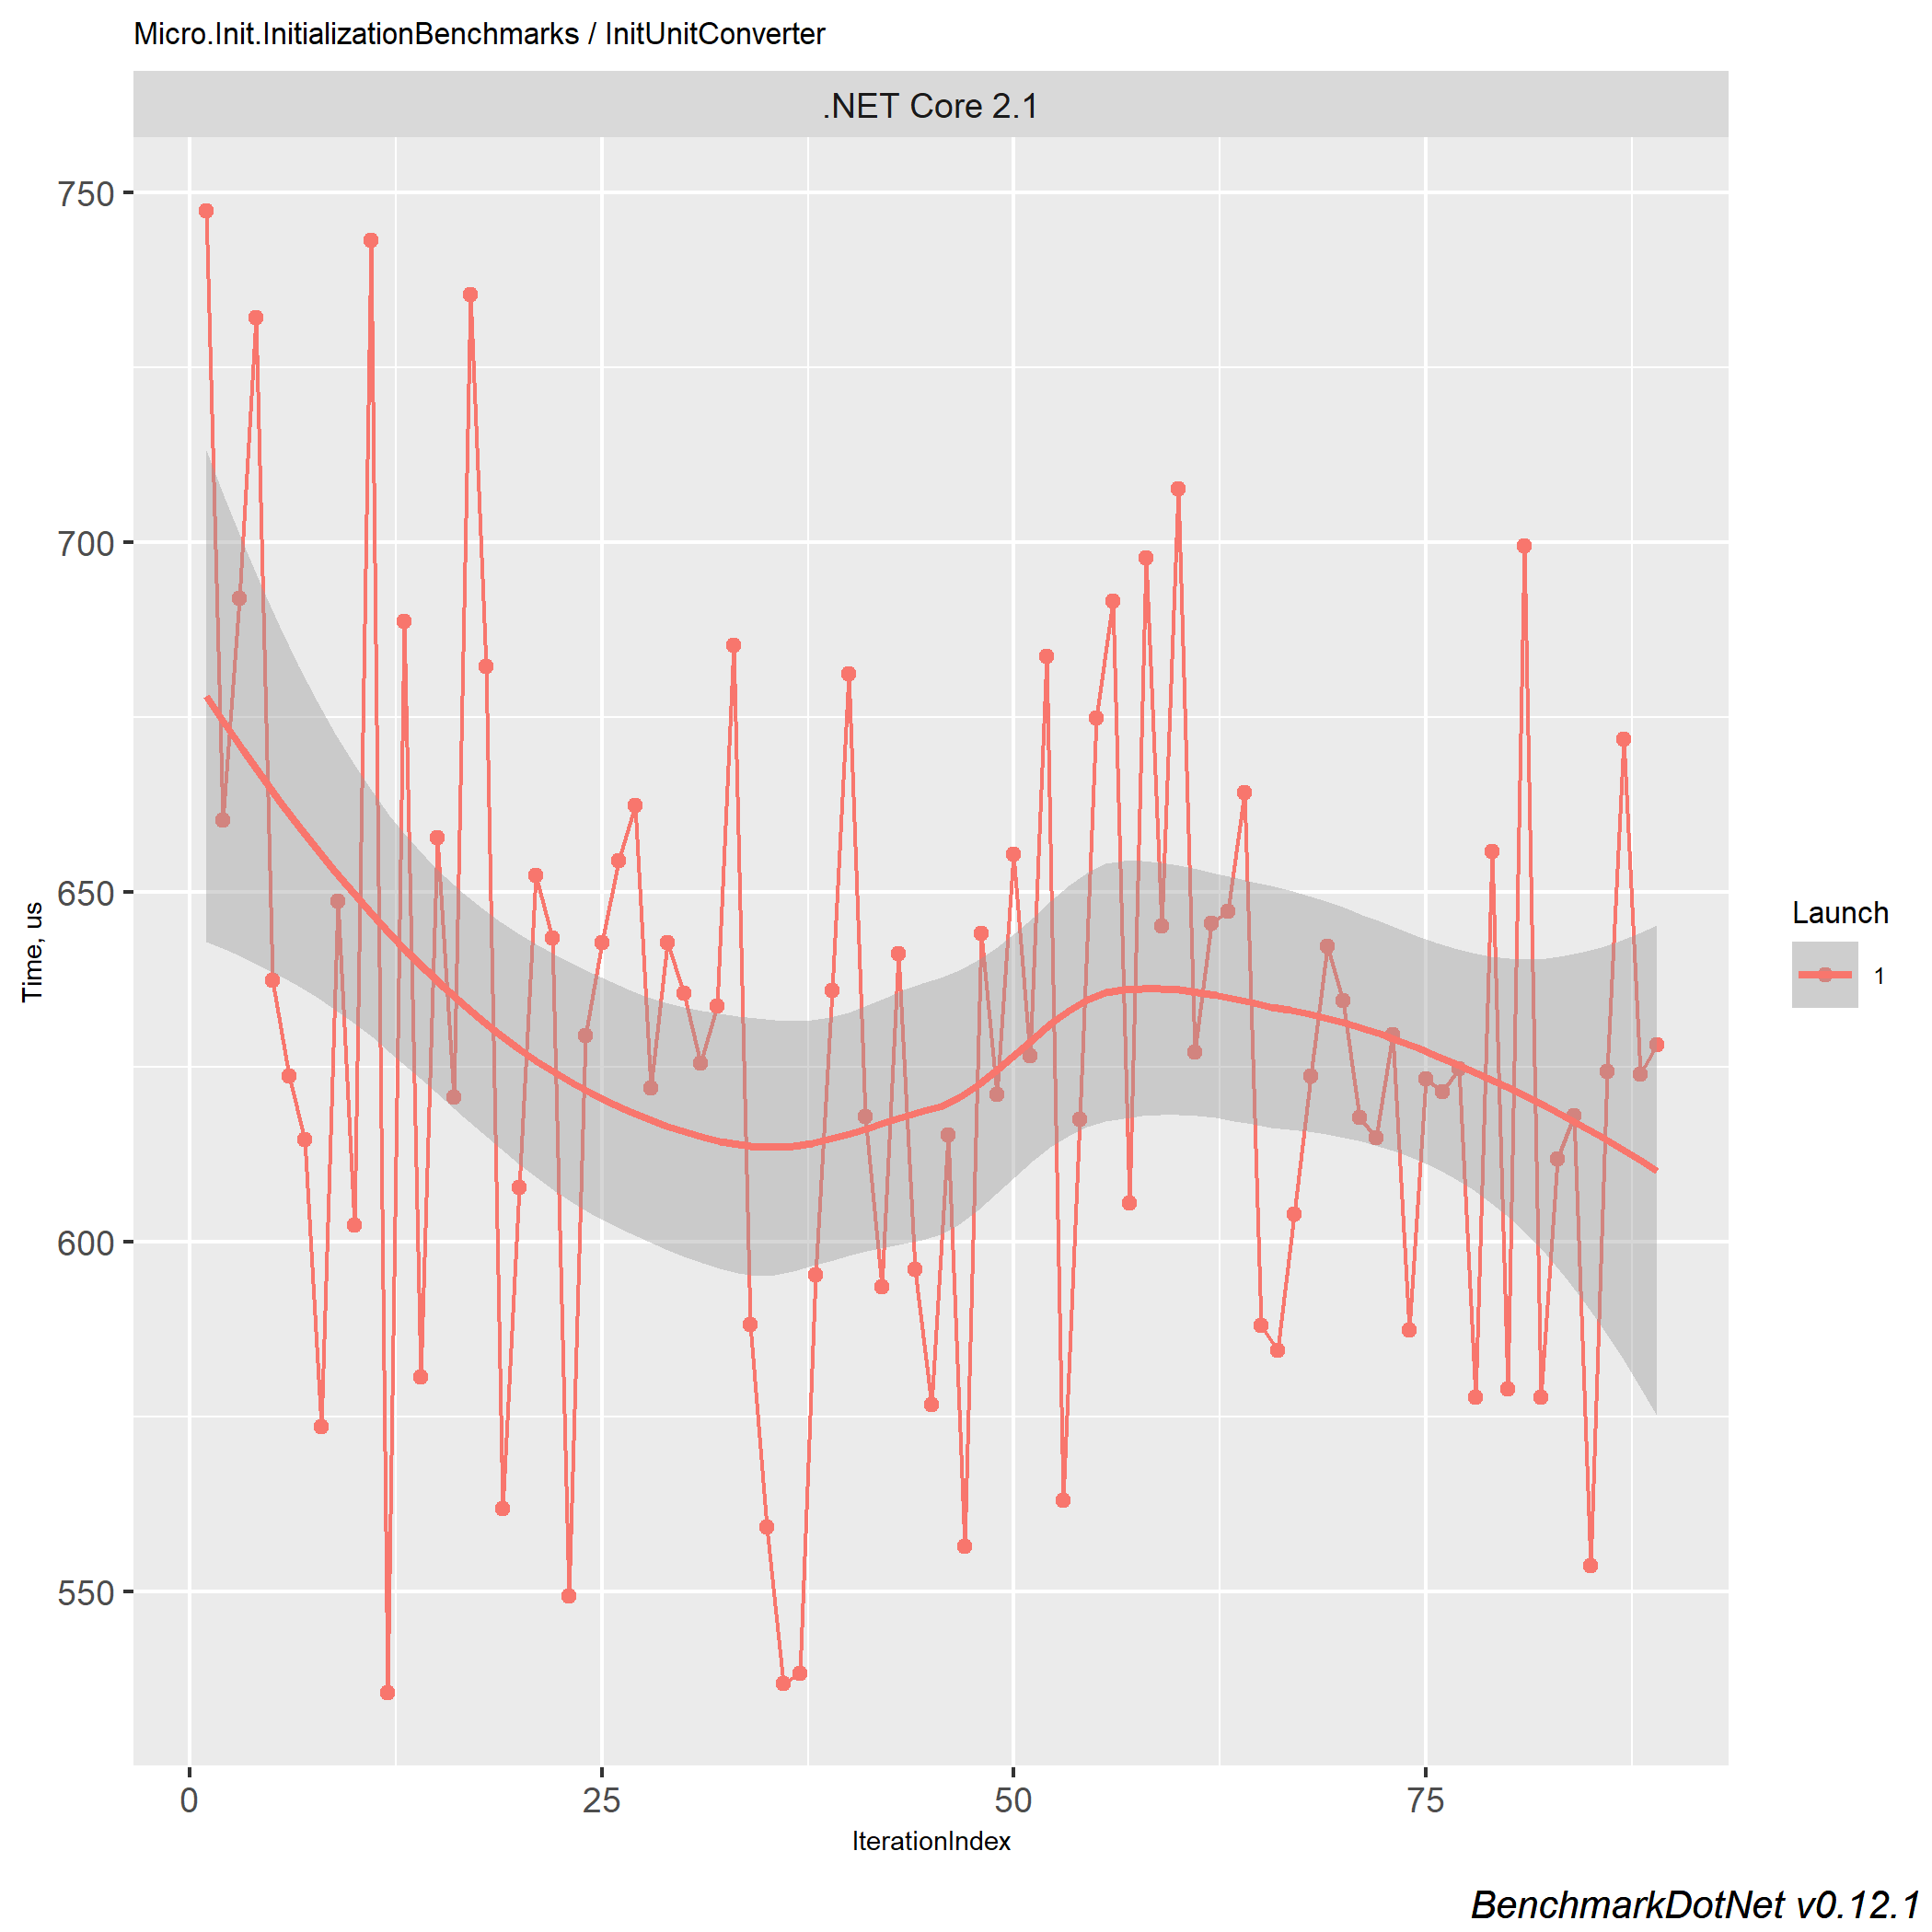 Micro.Init.InitializationBenchmarks / InitUnitConverter
.NET Core 2.1
750
700
650
600
550
Time, us
0 25 50 75
IterationIndex
Launch
1
BenchmarkDotNet v0.12.1